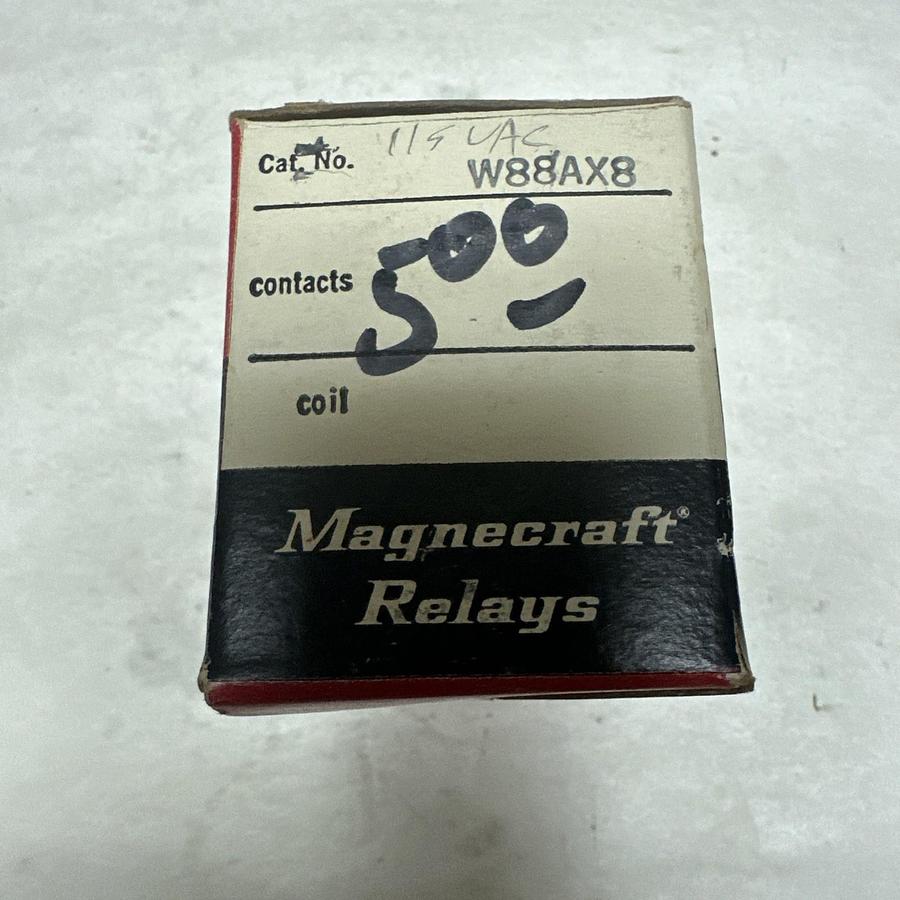 115 VAC
Cat. No. W88AX8
500
contacts
coil
Magnecraft®
Relays